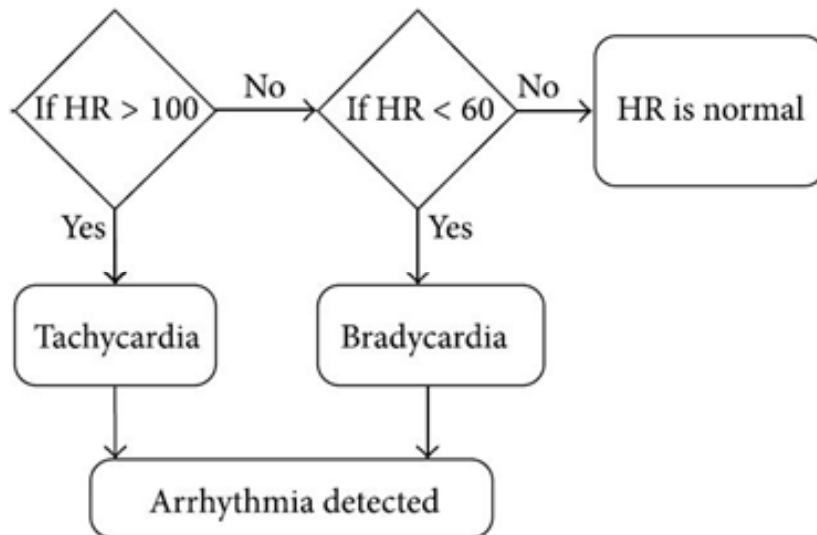 If HR > 100
No
If HR < 60
No
HR is normal
Yes
Yes
Tachycardia
Bradycardia
Arrhythmia detected